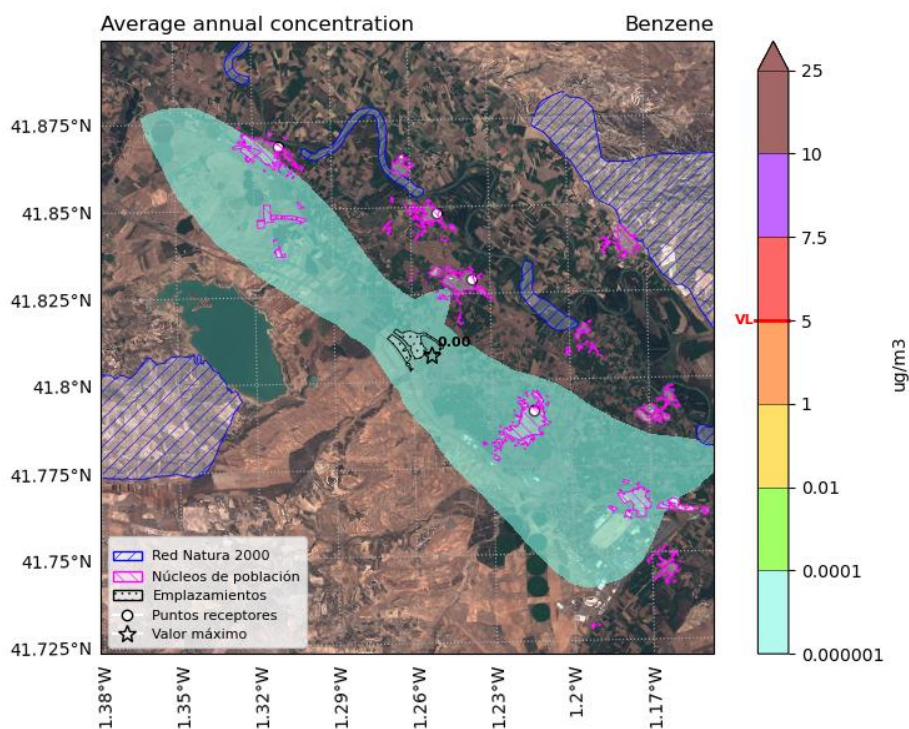 Average annual concentration Benzene
41.875°N
41.85°N
41.825°N
41.8°N
41.775°N
41.75°N
41.725°N
0.00
Red Natura 2000
Núcleos de población
Emplazamientos
Puntos receptores
Valor máximo
1.38°W 1.35°W 1.32°W 1.29°W 1.26°W 1.23°W 1.2°W 1.17°W
25
10
7.5
VL 5
1
0.01
0.0001
0.000001
ug/m3